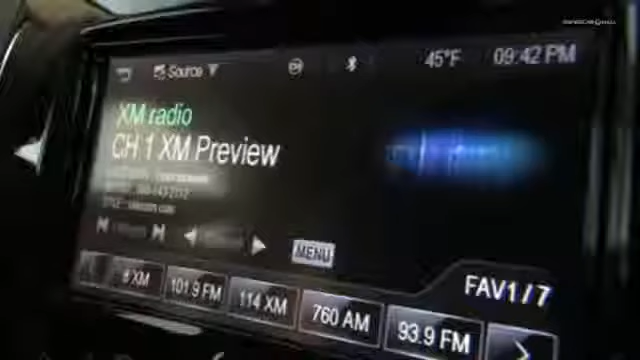 Source 45°F 09:42 PM
XM radio
CH 1 XM Preview
MENU
FAV1/7
8 XM 101.9 FM 114 XM 760 AM 93.9 FM